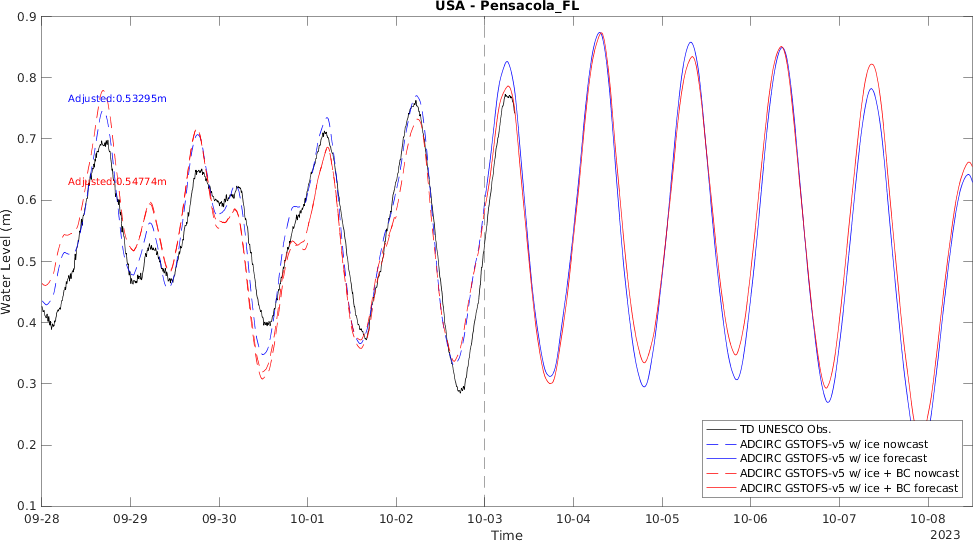 USA - Pensacola_FL
0.9
0.8
0.7
0.6
0.5
0.4
0.3
0.2
0.1
Water Level (m)
Adjusted:0.53295m
Adjusted:0.54774m
TD UNESCO Obs.
ADCIRC GSTOFS-v5 w/ ice nowcast
ADCIRC GSTOFS-v5 w/ ice forecast
ADCIRC GSTOFS-v5 w/ ice + BC nowcast
ADCIRC GSTOFS-v5 w/ ice + BC forecast
09-28 09-29 09-30 10-01 10-02 10-03 10-04 10-05 10-06 10-07 10-08
Time
2023